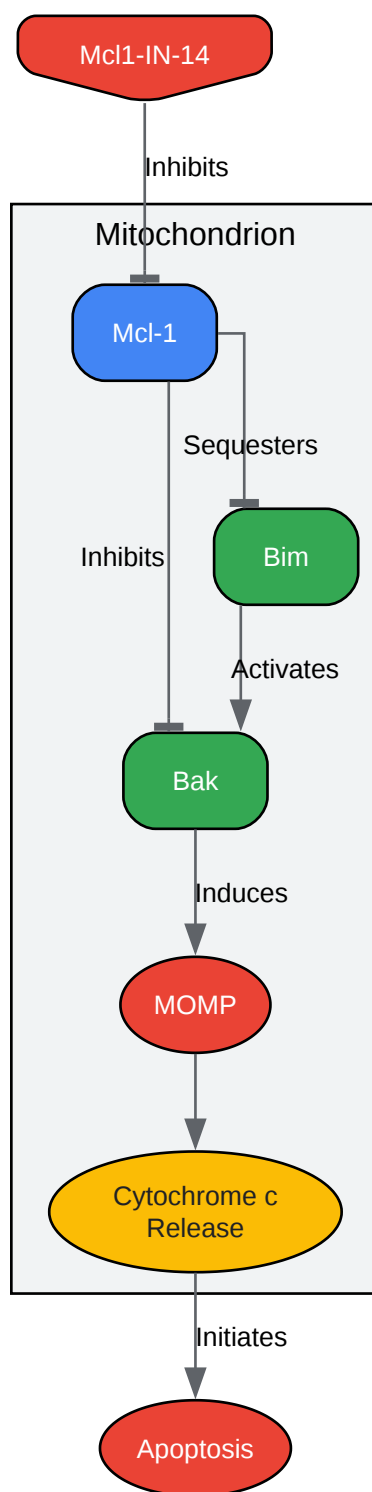 Mcl1-IN-14
Inhibits
Mitochondrion
Mcl-1
Sequesters
Inhibits
Bim
Activates
Bak
Induces
MOMP
Cytochrome c
Release
Initiates
Apoptosis